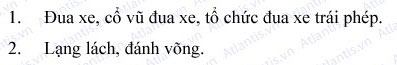 1. Đua xe, cổ vũ đua xe, tổ chức đua xe trái phép.
2. Lạng lách, đánh võng.